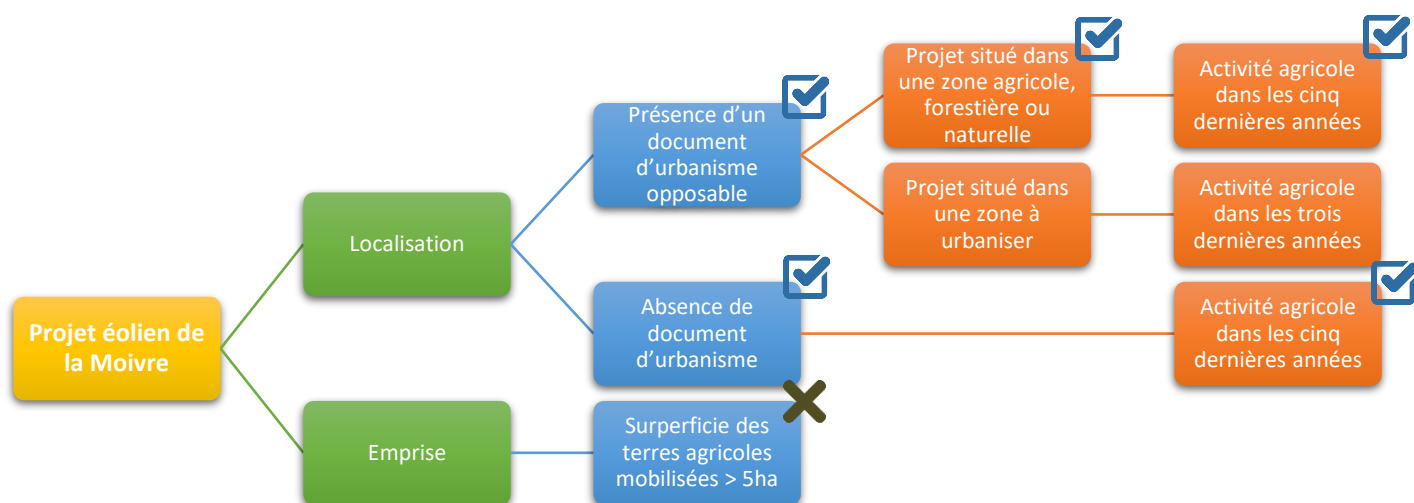 Projet éolien de
la Moivre
Localisation
Emprise
Présence d'un
document
d'urbanisme
opposable
Absence de
document
d'urbanisme
Surperficie des
terres agricoles
mobilisées > 5ha
Projet situé dans
une zone agricole,
forestière ou
naturelle
Projet situé dans
une zone à
urbaniser
Activité agricole
dans les cinq
dernières années
Activité agricole
dans les trois
dernières années
Activité agricole
dans les cinq
dernières années